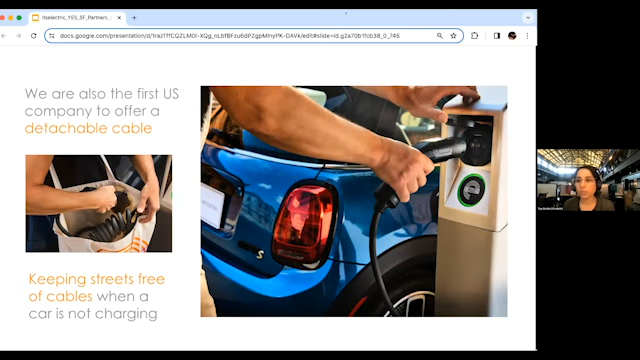 Itselectric_YES_SF_Partners_
We are also the first US
company to offer a
detachable cable
Keeping streets free
of cables when a
car is not charging
S